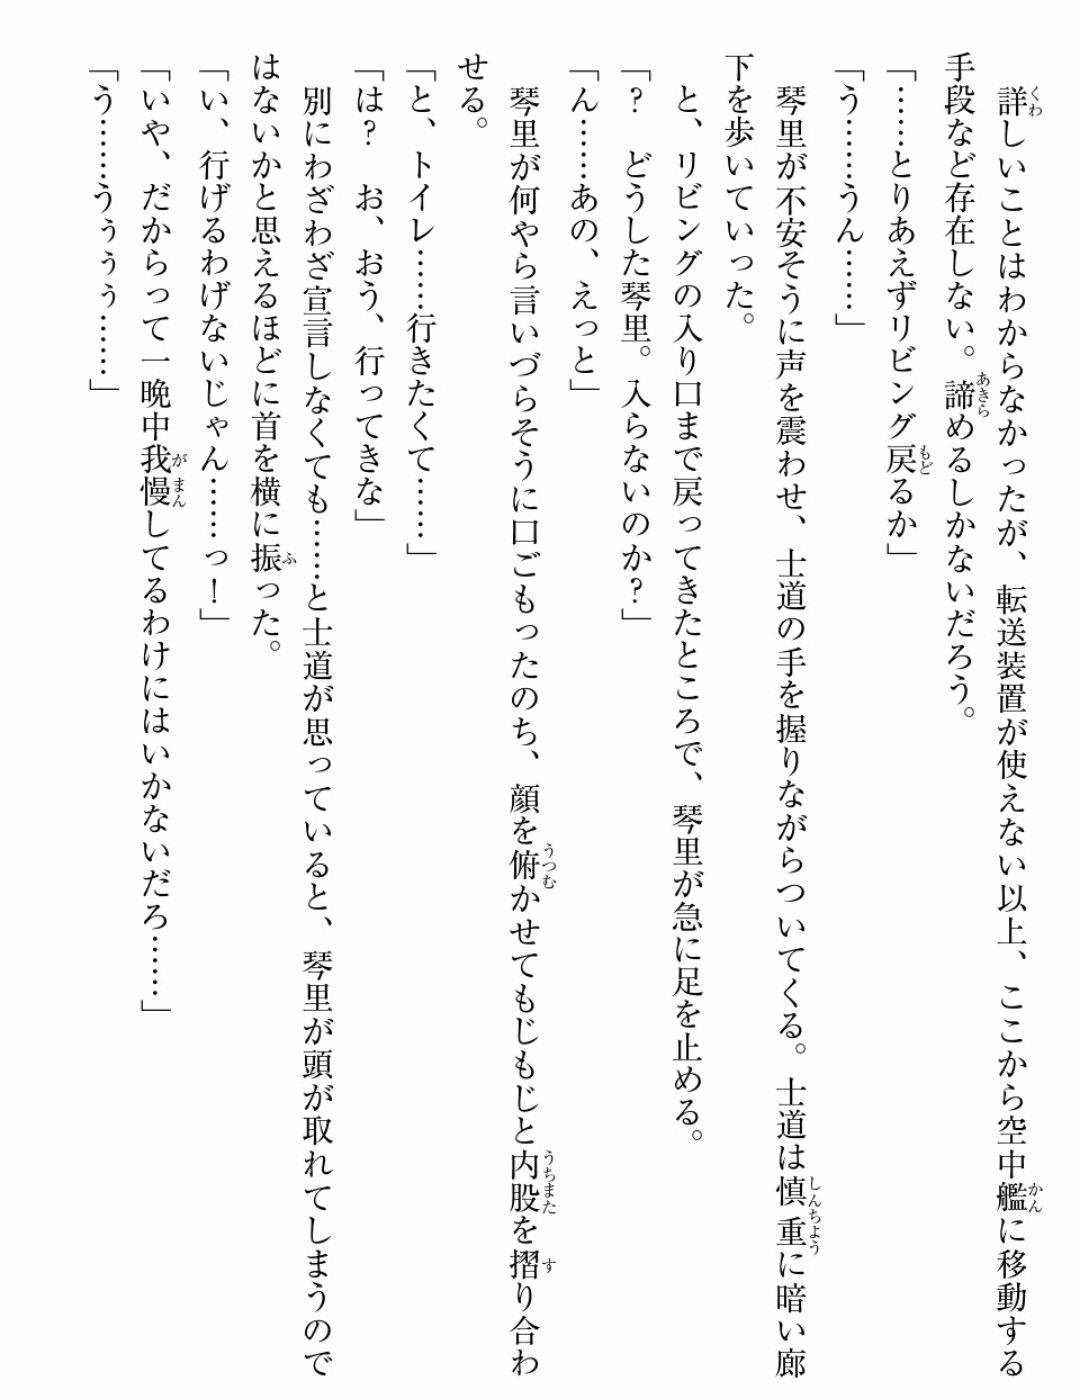 詳しいことはわからなかったが、転送装置が使えない以上、ここから空中艦に移動する
手段など存在しない。諦めるしかないだろう。
「……とりあえずリビング戻るか」
「う……うん……」
琴里が不安そうに声を震わせ、士道の手を握りながらついてくる。士道は慎重に暗い廊
下を歩いていった。
と、リビングの入り口まで戻ってきたところで、琴里が急に足を止める。
「？　どうした琴里。入らないのか？」
「ん……あの、えっと」
琴里が何やら言いづらそうに口ごもったのち、顔を俯かせてもじもじと内股を摺り合わ
せる。
「と、トイレ……行きたくて……」
「は？　お、おう、行ってきな」
別にわざわざ宣言しなくても……と士道が思っていると、琴里が頭が取れてしまうので
はないかと思えるほどに首を横に振った。
「い、行げるわげないじゃん……っ！」
「いや、だからって一晩中我慢してるわけにはいかないだろ……」
「う……うぅぅぅ……」